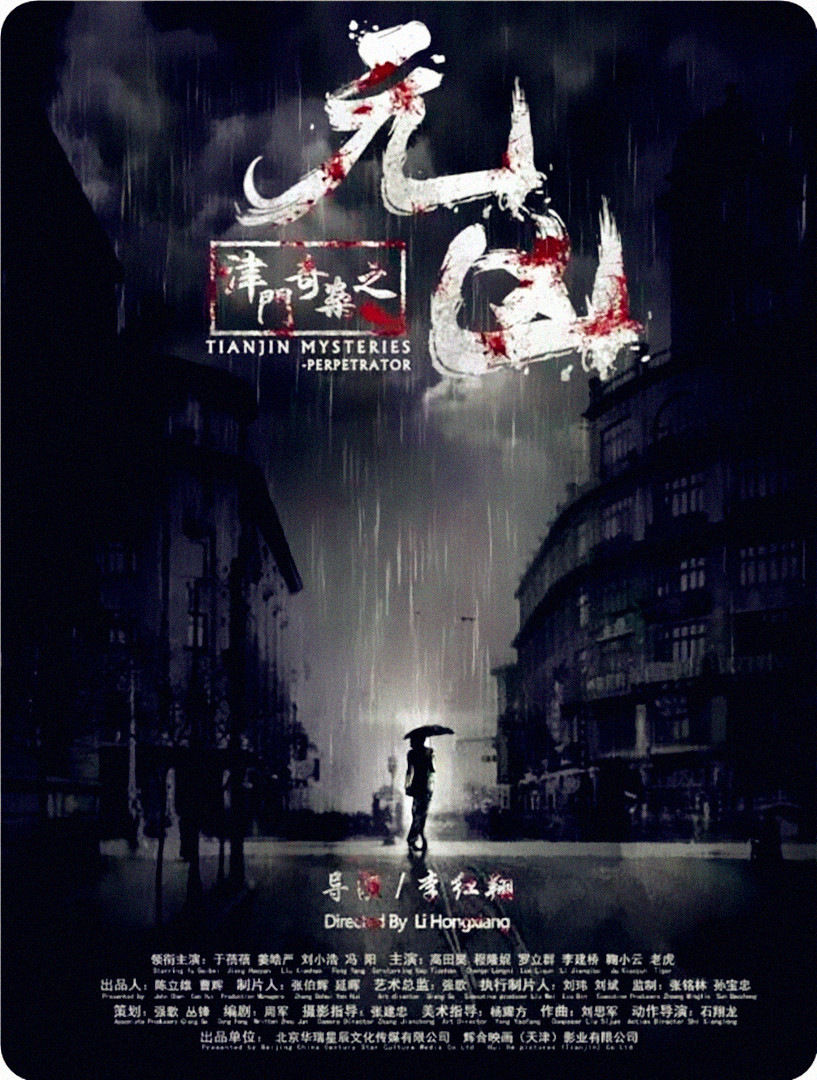 元凶
津門奇案之
TIANJIN MYSTERIES
-PERPETRATOR
导演 / 李红翔
Directed By Li Hongxiang
领衔主演：于蓓蓓 姜皓严 刘小浩 冯 阳 主演：高田昊 程隆妮 罗立群 李建桥 鞠小云 老虎
出品人：陈立雄 曹辉 制片人：张伯辉 延晖 艺术总监：强歌 执行制片人：刘玮 刘斌 监制：张铭林 孙宝忠
策划：强歌 丛锋 编剧：周军 摄影指导：张建忠 美术指导：杨耀方 作曲：刘思军 动作导演：石翔龙
出品单位：北京华瑞星辰文化传媒有限公司 辉合映画（天津）影业有限公司